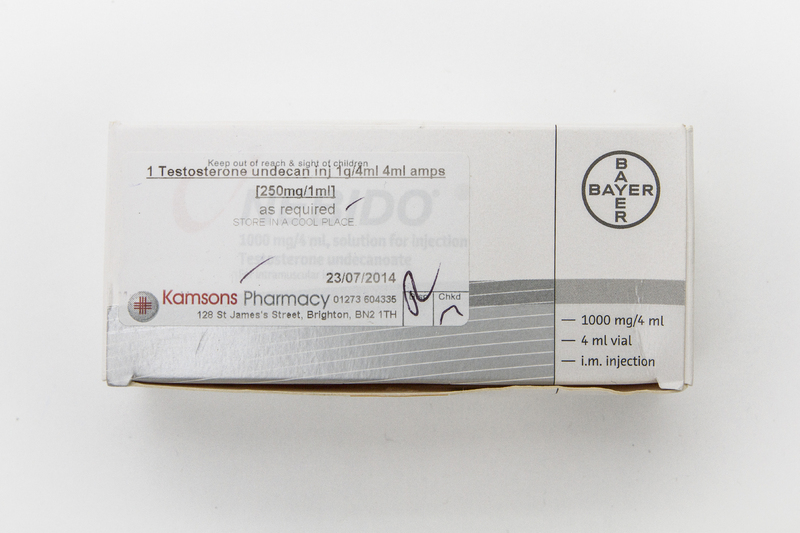 Keep out of reach & sight of children
1 Testosterone undecan inj 1g/4ml 4ml amps
[250mg/1ml]
as required
STORE IN A COOL PLACE
1000 mg/4 ml, solution for injection
Testosterone undecanoate
23/07/2014
Kamsons Pharmacy 01273 604335
128 St James's Street, Brighton, BN2 1TH
Chkd
BAYER
BAYER
— 1000 mg/4 ml
— 4 ml vial
— i.m. injection